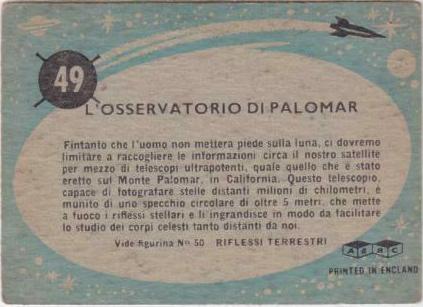 49
L'OSSERVATORIO DI PALOMAR
Fintanto che l'uomo non mettera piede sulla luna, ci dovremo
limitare a raccogliere le informazioni circa il nostro satellite
per mezzo di telescopi ultrapotenti, quale quello che è stato
eretto sul Monte Palomar, in California. Questo telescopio,
capace di fotografare stelle distanti milioni di chilometri, è
munito di uno specchio circolare di oltre 5 metri, che mette
a fuoco i riflessi stellari e li ingrandisce in modo da facilitare
lo studio dei corpi celesti tanto distanti da noi.
Vide figurina No 50 RIFLESSI TERRESTRI
A&BC
PRINTED IN ENGLAND